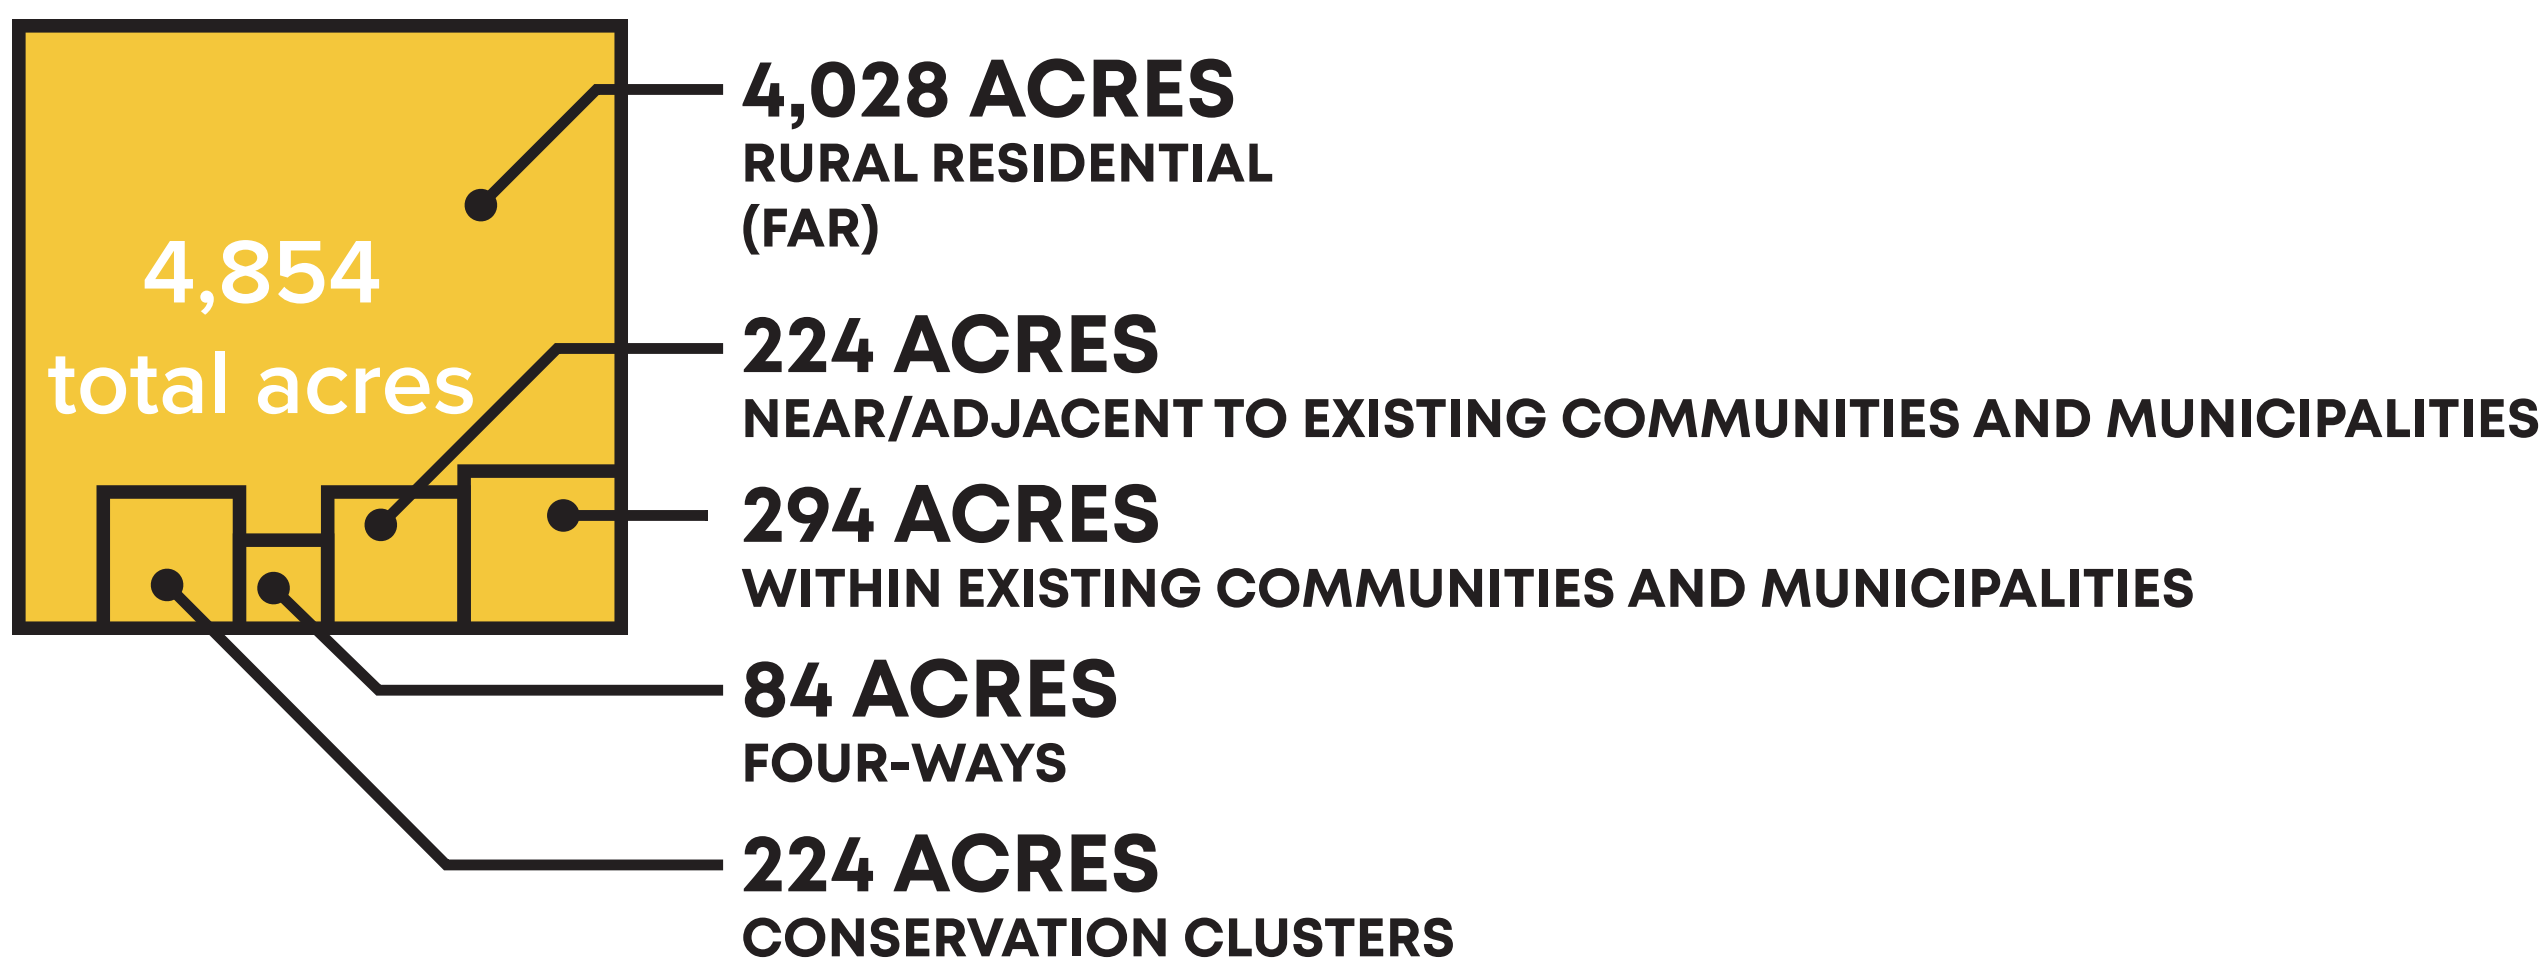 4,854
total acres
4,028 ACRES
RURAL RESIDENTIAL
(FAR)
224 ACRES
NEAR/ADJACENT TO EXISTING COMMUNITIES AND MUNICIPALITIES
294 ACRES
WITHIN EXISTING COMMUNITIES AND MUNICIPALITIES
84 ACRES
FOUR-WAYS
224 ACRES
CONSERVATION CLUSTERS